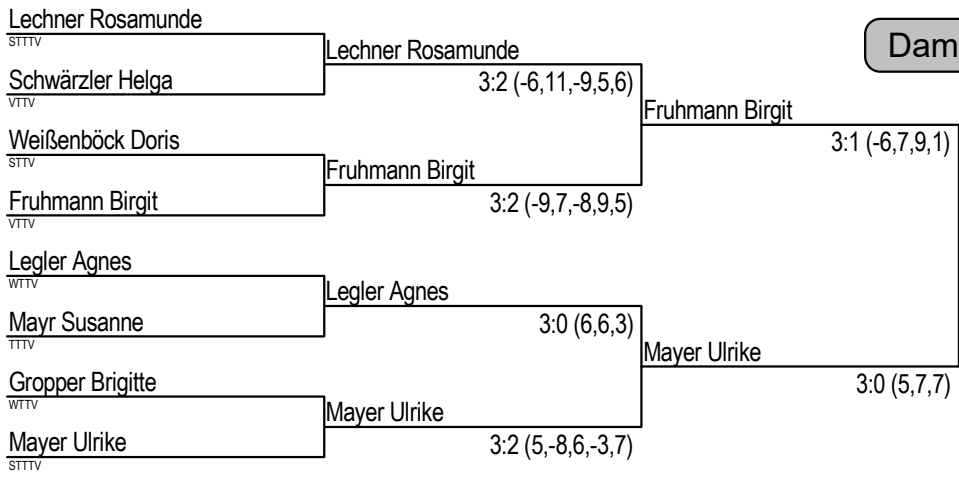 Lechner Rosamunde
STTTV
Lechner Rosamunde
Dam
Schwärzler Helga
3:2 (-6,11,-9,5,6)
VTTV
Fruhmann Birgit
Weißenböck Doris
3:1 (-6,7,9,1)
STTV
Fruhmann Birgit
Fruhmann Birgit
3:2 (-9,7,-8,9,5)
VTTV
Legler Agnes
WTTV
Legler Agnes
Mayr Susanne
3:0 (6,6,3)
TTTV
Mayer Ulrike
Gropper Brigitte
3:0 (5,7,7)
WTTV
Mayer Ulrike
Mayer Ulrike
3:2 (5,-8,6,-3,7)
STTTV